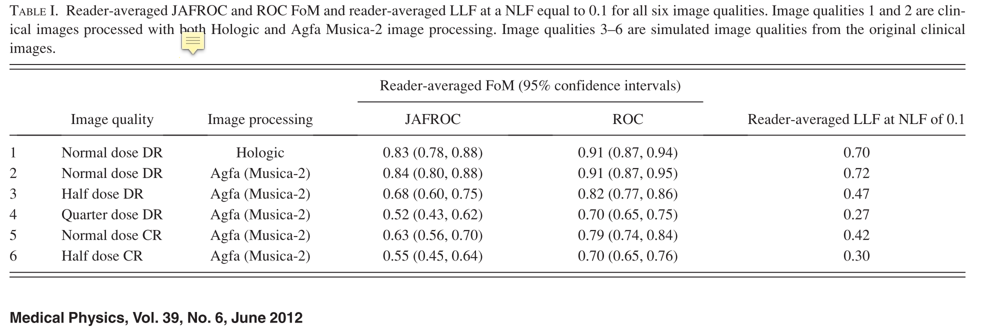 TABLE I. Reader-averaged JAFROC and ROC FoM and reader-averaged LLF at a NLF equal to 0.1 for all six image qualities. Image qualities 1 and 2 are clin-
ical images processed with both Hologic and Agfa Musica-2 image processing. Image qualities 3–6 are simulated image qualities from the original clinical
images.
Reader-averaged FoM (95% confidence intervals)
Image quality Image processing JAFROC ROC Reader-averaged LLF at NLF of 0.1
1 Normal dose DR Hologic 0.83 (0.78, 0.88) 0.91 (0.87, 0.94) 0.70
2 Normal dose DR Agfa (Musica-2) 0.84 (0.80, 0.88) 0.91 (0.87, 0.95) 0.72
3 Half dose DR Agfa (Musica-2) 0.68 (0.60, 0.75) 0.82 (0.77, 0.86) 0.47
4 Quarter dose DR Agfa (Musica-2) 0.52 (0.43, 0.62) 0.70 (0.65, 0.75) 0.27
5 Normal dose CR Agfa (Musica-2) 0.63 (0.56, 0.70) 0.79 (0.74, 0.84) 0.42
6 Half dose CR Agfa (Musica-2) 0.55 (0.45, 0.64) 0.70 (0.65, 0.76) 0.30
Medical Physics, Vol. 39, No. 6, June 2012